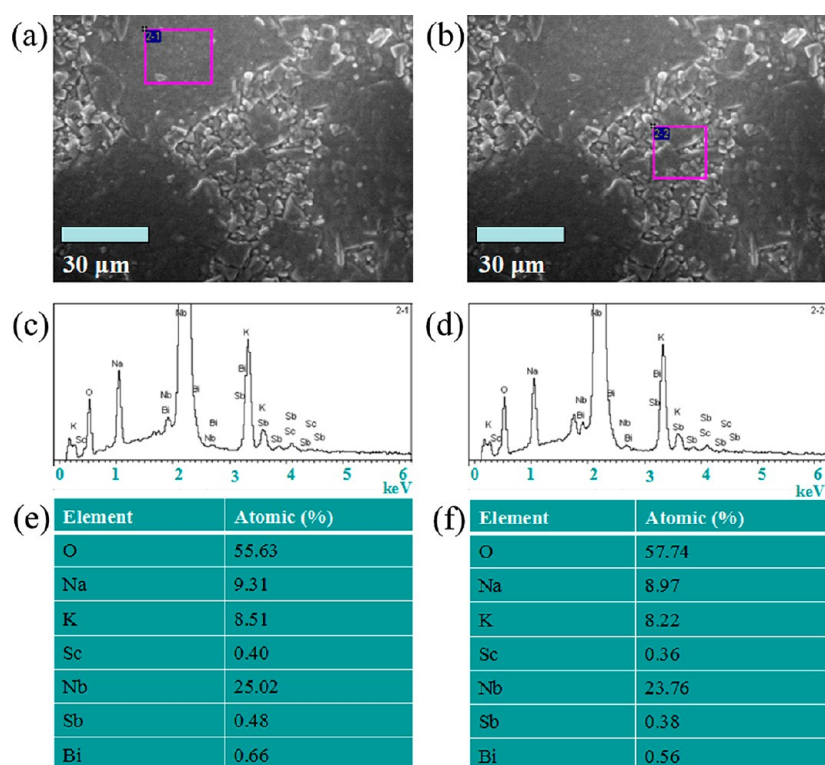 (a)
2-1
30 μm
(b)
2-2
30 μm
(c)
2-1
K
Sc
O
Na
Nb
Bi
Nb
Bi
Bi
Nb
K
Bi
Sb
K
Sb
Sb
Sb
Sc
Sc
Sb
Sb
0 1 2 3 4 5 6
keV
(d)
2-2
K
Sc
O
Na
Nb
Bi
Nb
Bi
Nb
Bi
K
Bi
Sb
K
Sb
Sb
Sb
Sc
Sc
Sb
Sb
0 1 2 3 4 5 6
keV
(e)
Element Atomic (%)
O 55.63
Na 9.31
K 8.51
Sc 0.40
Nb 25.02
Sb 0.48
Bi 0.66
(f)
Element Atomic (%)
O 57.74
Na 8.97
K 8.22
Sc 0.36
Nb 23.76
Sb 0.38
Bi 0.56